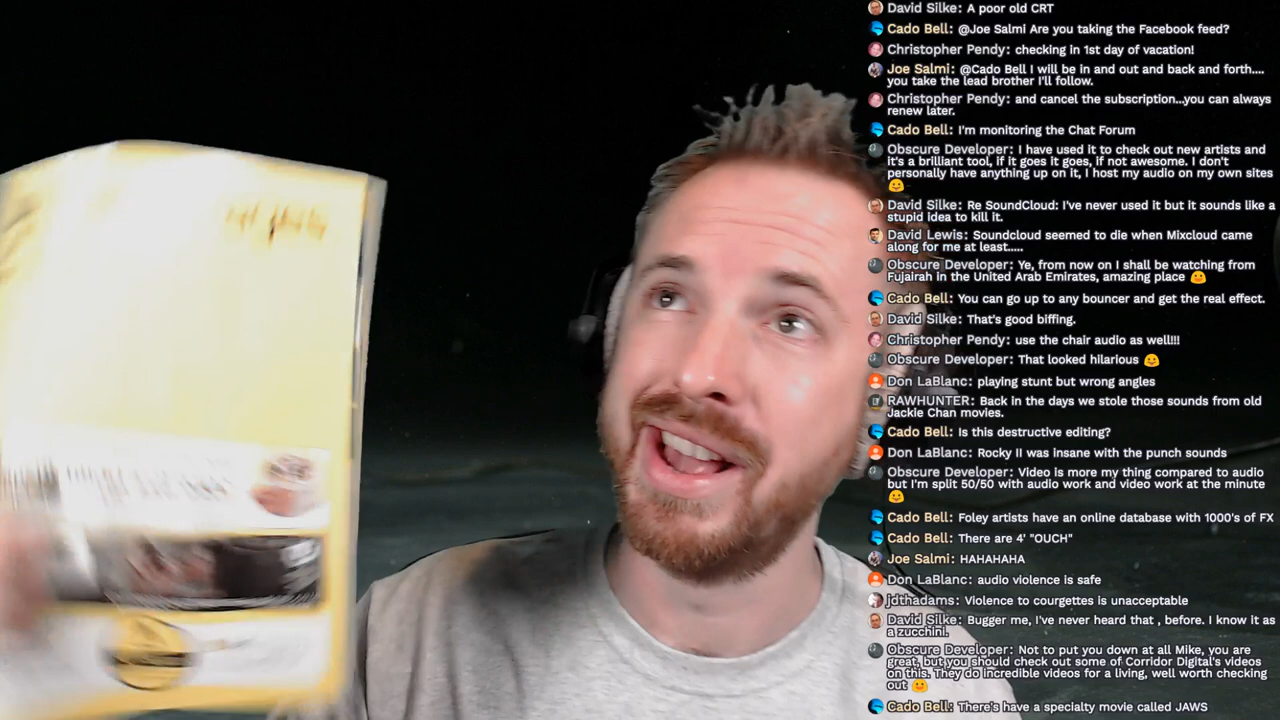 David Silke: A poor old CRT
Cado Bell: @Joe Salmi Are you taking the Facebook feed?
Christopher Pendy: checking in 1st day of vacation!
Joe Salmi: @Cado Bell I will be in and out and back and forth....
you take the lead brother I'll follow.
Christopher Pendy: and cancel the subscription...you can always
renew later.
Cado Bell: I'm monitoring the Chat Forum
Obscure Developer: I have used it to check out new artists and
it's a brilliant tool, if it goes it goes, if not awesome. I don't
personally have anything up on it, I host my audio on my own sites
David Silke: Re SoundCloud: I've never used it but it sounds like a
stupid idea to kill it.
David Lewis: Soundcloud seemed to die when Mixcloud came
along for me at least.....
Obscure Developer: Ye, from now on I shall be watching from
Fujairah in the United Arab Emirates, amazing place
Cado Bell: You can go up to any bouncer and get the real effect.
David Silke: That's good biffing.
Christopher Pendy: use the chair audio as well!!!
Obscure Developer: That looked hilarious
Don LaBlanc: playing stunt but wrong angles
RAWHUNTER: Back in the days we stole those sounds from old
Jackie Chan movies.
Cado Bell: Is this destructive editing?
Don LaBlanc: Rocky II was insane with the punch sounds
Obscure Developer: Video is more my thing compared to audio
but I'm split 50/50 with audio work and video work at the minute
Cado Bell: Foley artists have an online database with 1000's of FX
Cado Bell: There are 4' "OUCH"
Joe Salmi: HAHAHAHA
Don LaBlanc: audio violence is safe
jdthadams: Violence to courgettes is unacceptable
David Silke: Bugger me, I've never heard that , before. I know it as
a zucchini.
Obscure Developer: Not to put you down at all Mike, you are
great, but you should check out some of Corridor Digital's videos
on this. They do incredible videos for a living, well worth checking
out
Cado Bell: There's have a specialty movie called JAWS